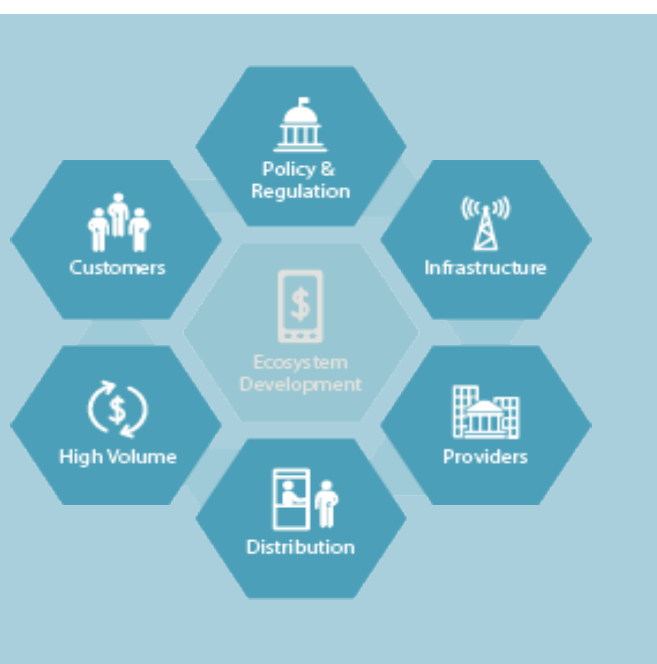 Policy &
Regulation
Customers
Infrastructure
$
Ecosystem
Development
$
High Volume
Providers
Distribution